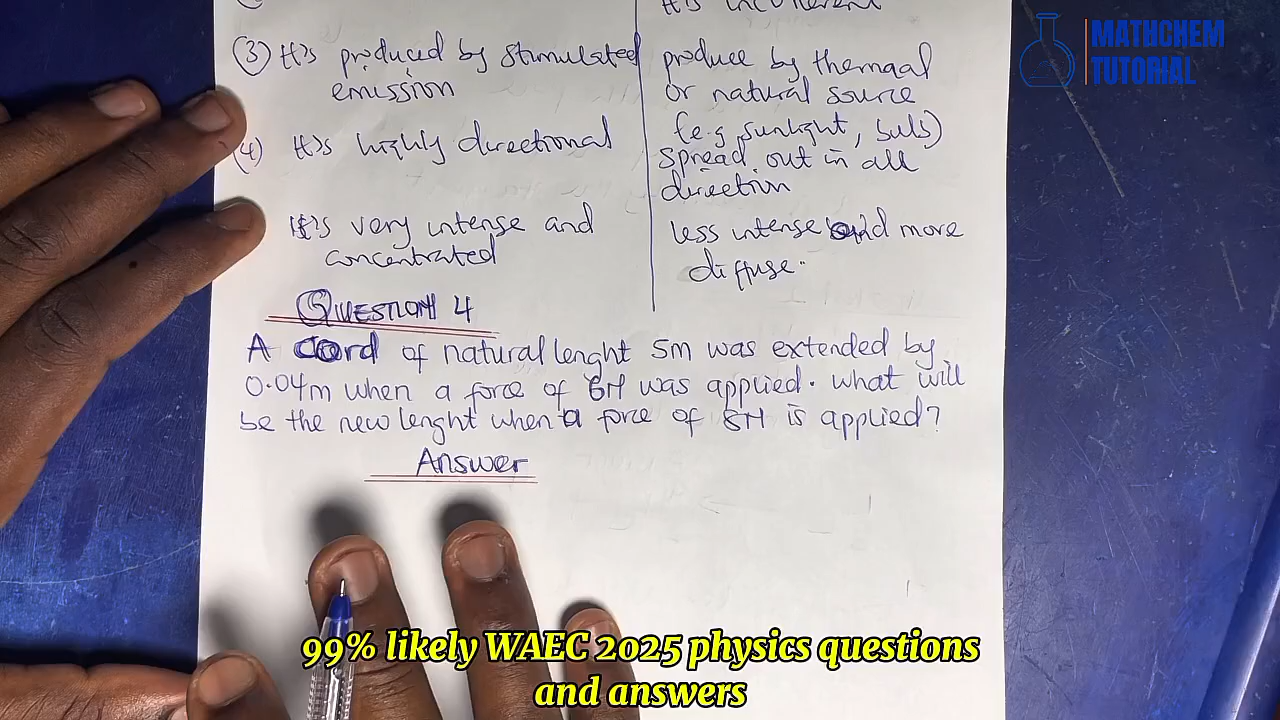 It's incoherent
(3) It's produced by stimulated
emission
produce by thermaal
or natural source
(e.g sunlight, bulb)
(4) It's highly directional
spread out in all
direction
It's very intense and
concentrated
less intense and more
diffuse.
QUESTION 4
A cord of natural lenght 5m was extended by
0.04m when a force of 6N was applied. What will
be the new lenght when a force of 8N is applied?
Answer
MATHCHEM
TUTORIAL
99% likely WAEC 2025 physics questions
and answers